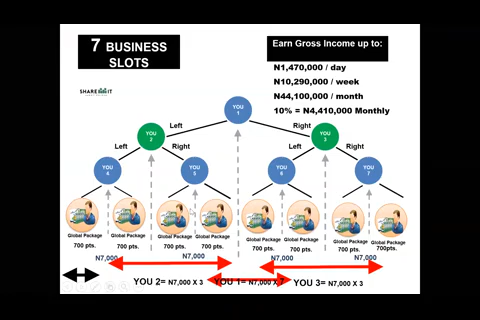 7 BUSINESS
SLOTS
Earn Gross Income up to:
N1,470,000 / day
N10,290,000 / week
N44,100,000 / month
10% = N4,410,000 Monthly
SHARE IT
YOU
1
Left
Right
YOU
2
YOU
3
Left
Right
Left
Right
YOU
4
YOU
5
YOU
6
YOU
7
Global Package
Global Package
Global Package
Global Package
Global Package
Global Package
Global Package
Global Package
700 pts.
700 pts.
700 pts.
700 pts.
700 pts.
700 pts.
700 pts.
700pts.
N7,000
N7,000
N7,000
N7,000
YOU 2= N7,000 X 3
YOU 1= N7,000 X 7
YOU 3= N7,000 X 3